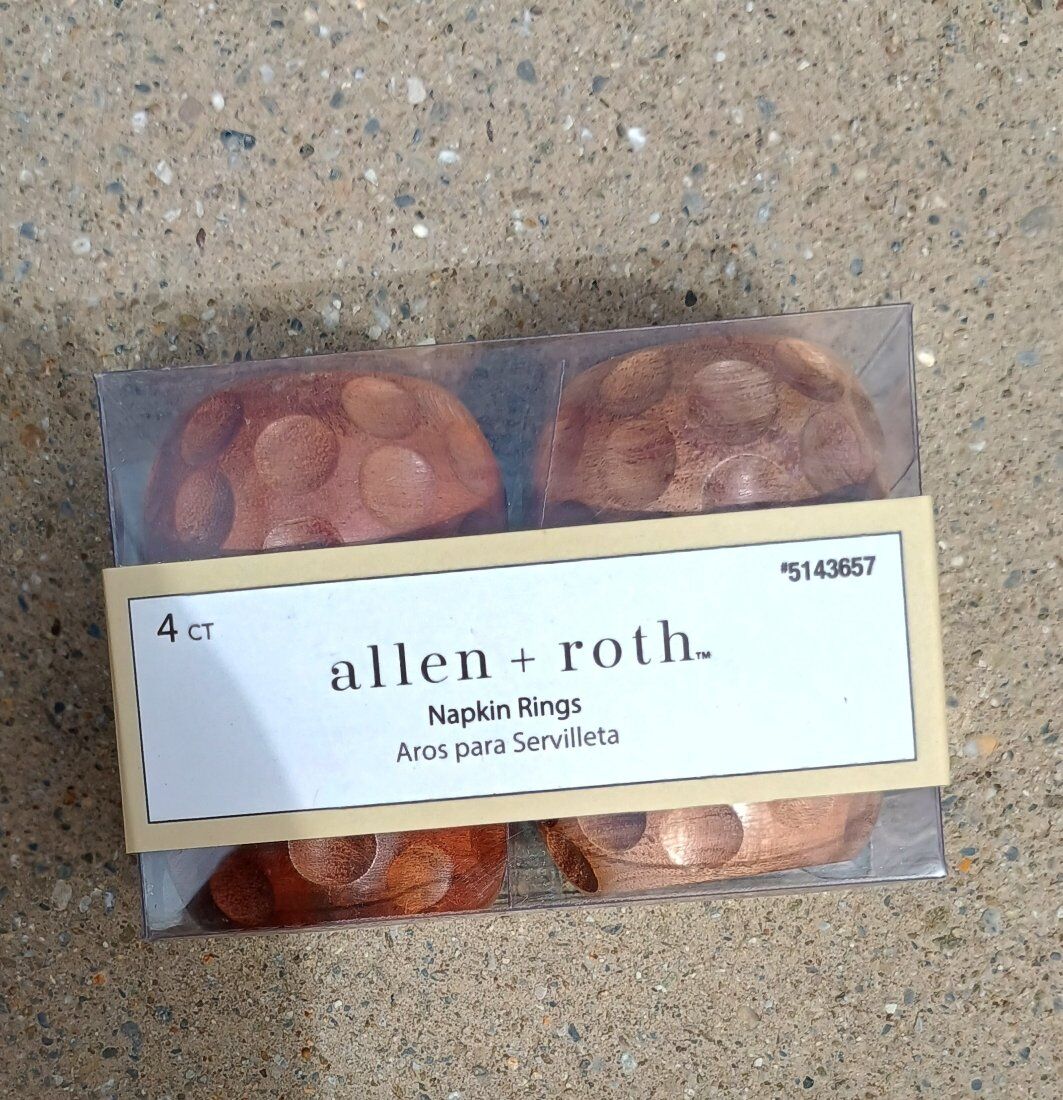 #5143657
4 CT
allen + roth™
Napkin Rings
Aros para Servilleta